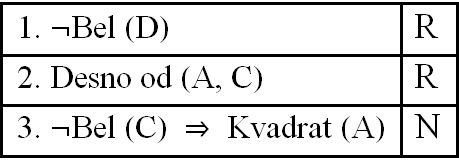 1. ¬Bel (D) R
2. Desno od (A, C) R
3. ¬Bel (C) ⇒ Kvadrat (A) N